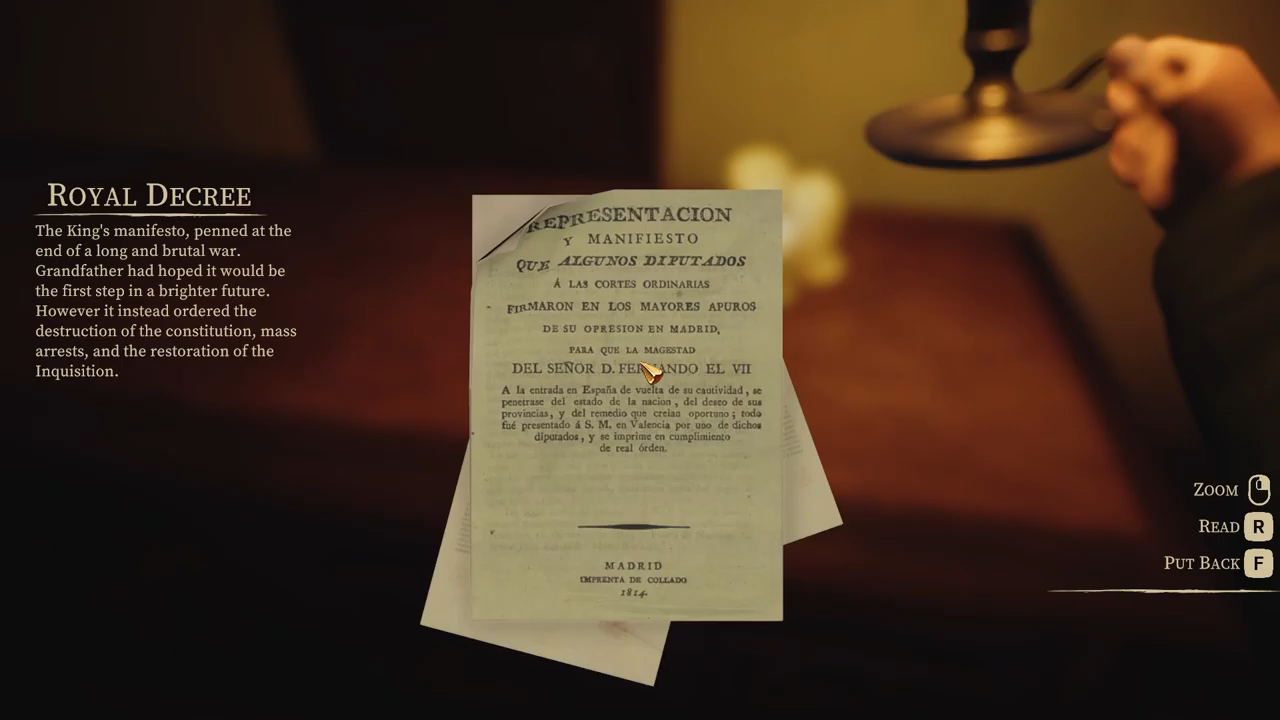 ROYAL DECREE
The King's manifesto, penned at the
end of a long and brutal war.
Grandfather had hoped it would be
the first step in a brighter future.
However it instead ordered the
destruction of the constitution, mass
arrests, and the restoration of the
Inquisition.
REPRESENTACION
Y MANIFIESTO
QUE ALGUNOS DIPUTADOS
Á LAS CORTES ORDINARIAS
FIRMARON EN LOS MAYORES APUROS
DE SU OPRESION EN MADRID,
PARA QUE LA MAGESTAD
DEL SEÑOR D. FERNANDO EL VII
A la entrada en España de vuelta de su cautividad, se
penetrase del estado de la nacion, del deseo de sus
provincias, y del remedio que creian oportuno; todo
fué presentado á S. M. en Valencia por uno de dichos
diputados, y se imprime en cumplimiento
de real órden.
MADRID
IMPRENTA DE COLLADO
1814.
ZOOM
READ R
PUT BACK F